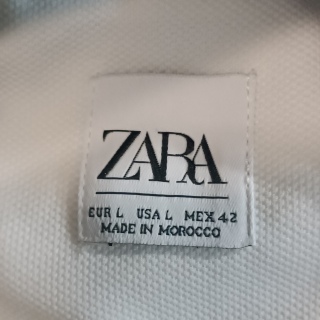 ZARA
EUR L USA L MEX 42
MADE IN MOROCCO